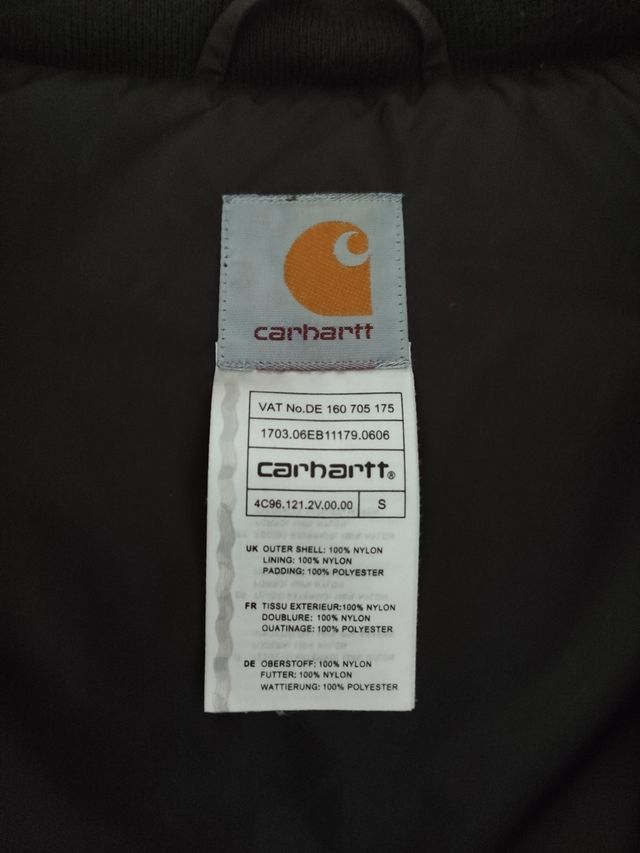 carhartt
VAT No.DE 160 705 175
1703.06EB11179.0606
carhartt®
4C96.121.2V.00.00 S
UK OUTER SHELL: 100% NYLON
LINING: 100% NYLON
PADDING: 100% POLYESTER
FR TISSU EXTERIEUR:100% NYLON
DOUBLURE: 100% NYLON
OUATINAGE: 100% POLYESTER
DE OBERSTOFF: 100% NYLON
FUTTER: 100% NYLON
WATTIERUNG: 100% POLYESTER